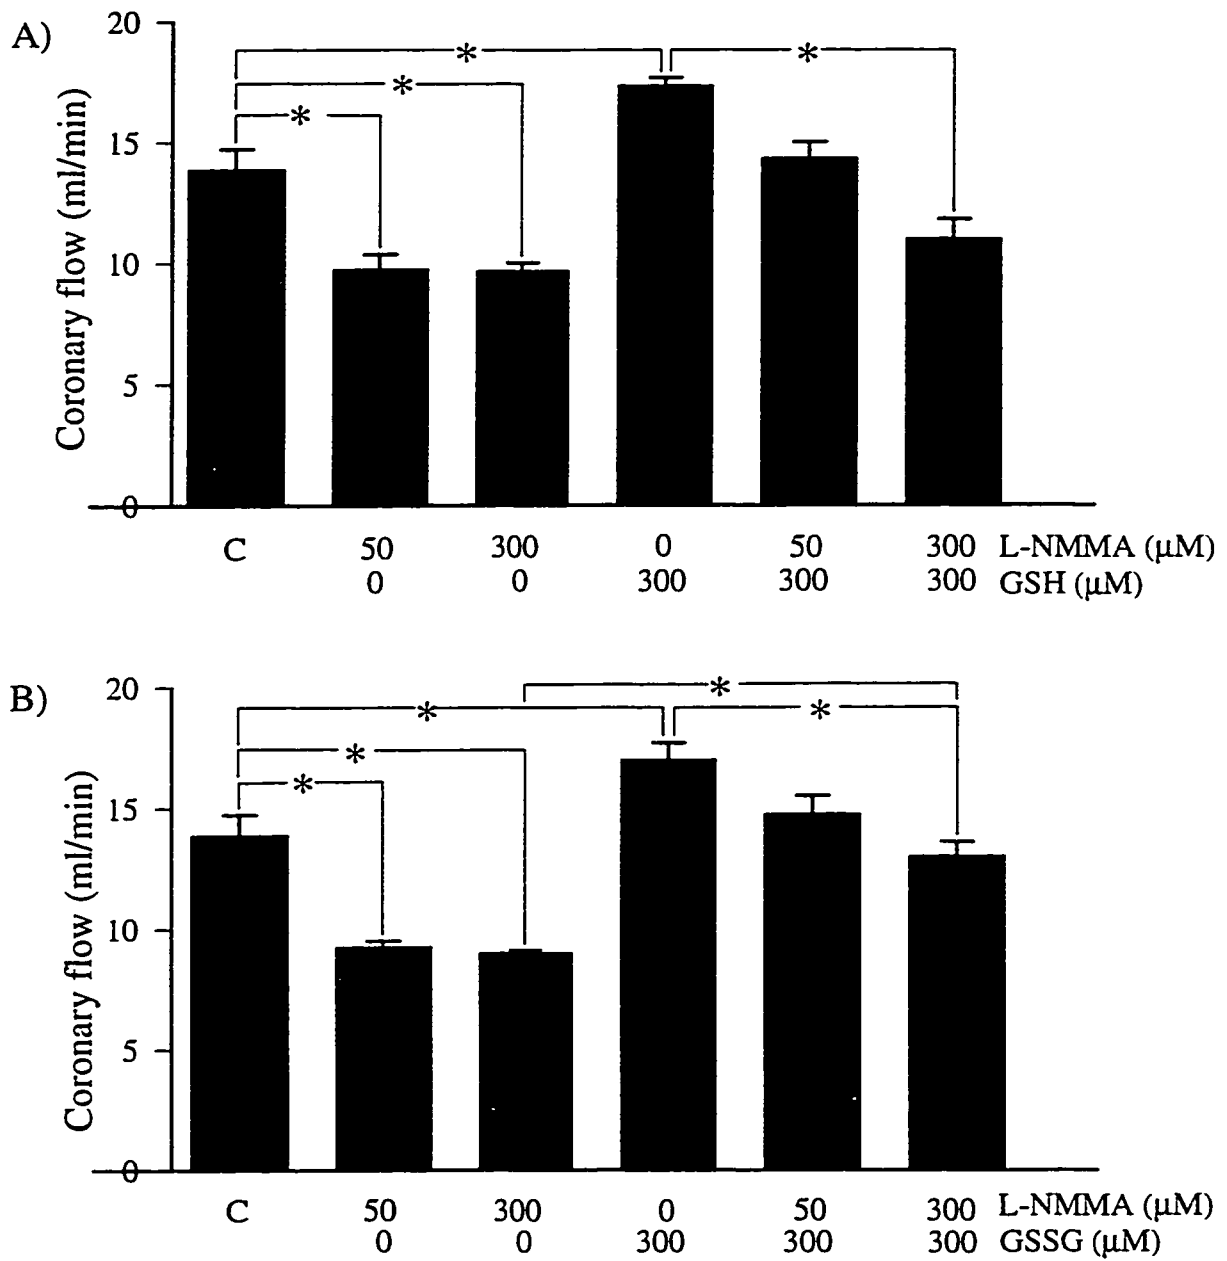 A)
20
15
10
5
0
Coronary flow (ml/min)
* *
*
*
C 50 300 0 50 300 L-NMMA (μM)
0 0 300 300 300 GSH (μM)
B)
20
15
10
5
0
Coronary flow (ml/min)
*
* *
*
*
C 50 300 0 50 300 L-NMMA (μM)
0 0 300 300 300 GSSG (μM)